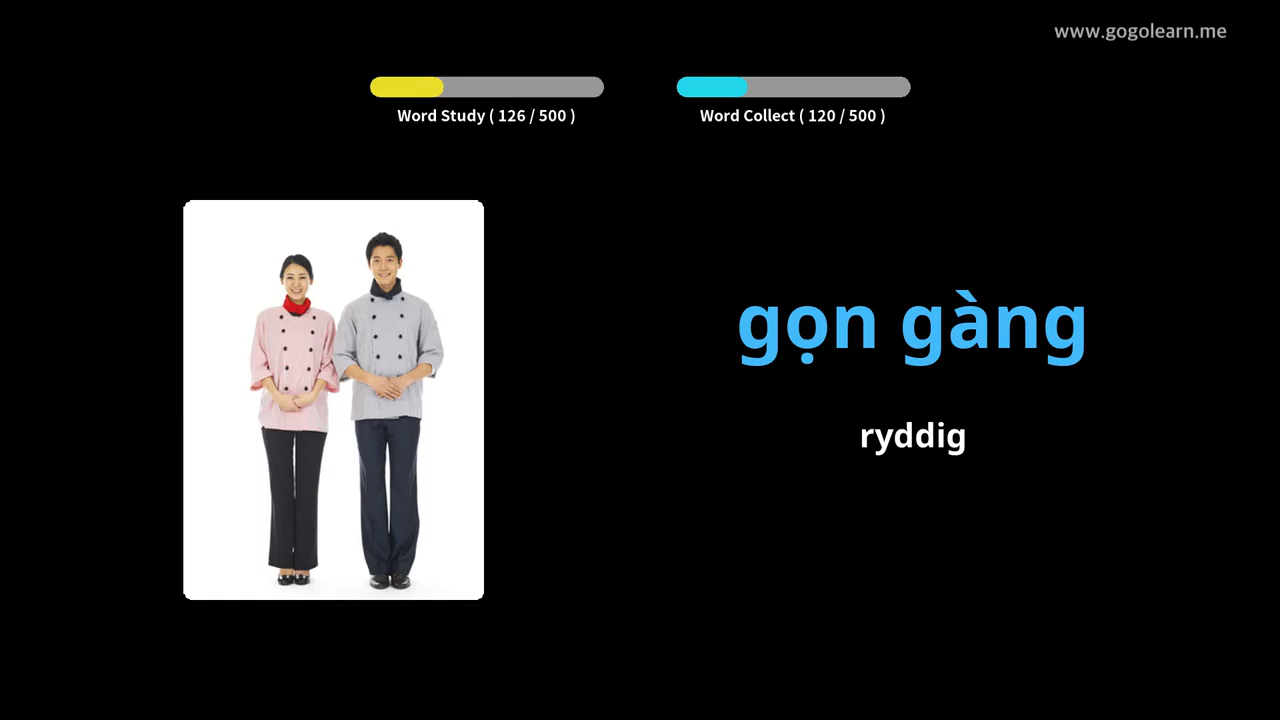 www.gogolearn.me
Word Study ( 126 / 500 )
Word Collect ( 120 / 500 )
gọn gàng
ryddig